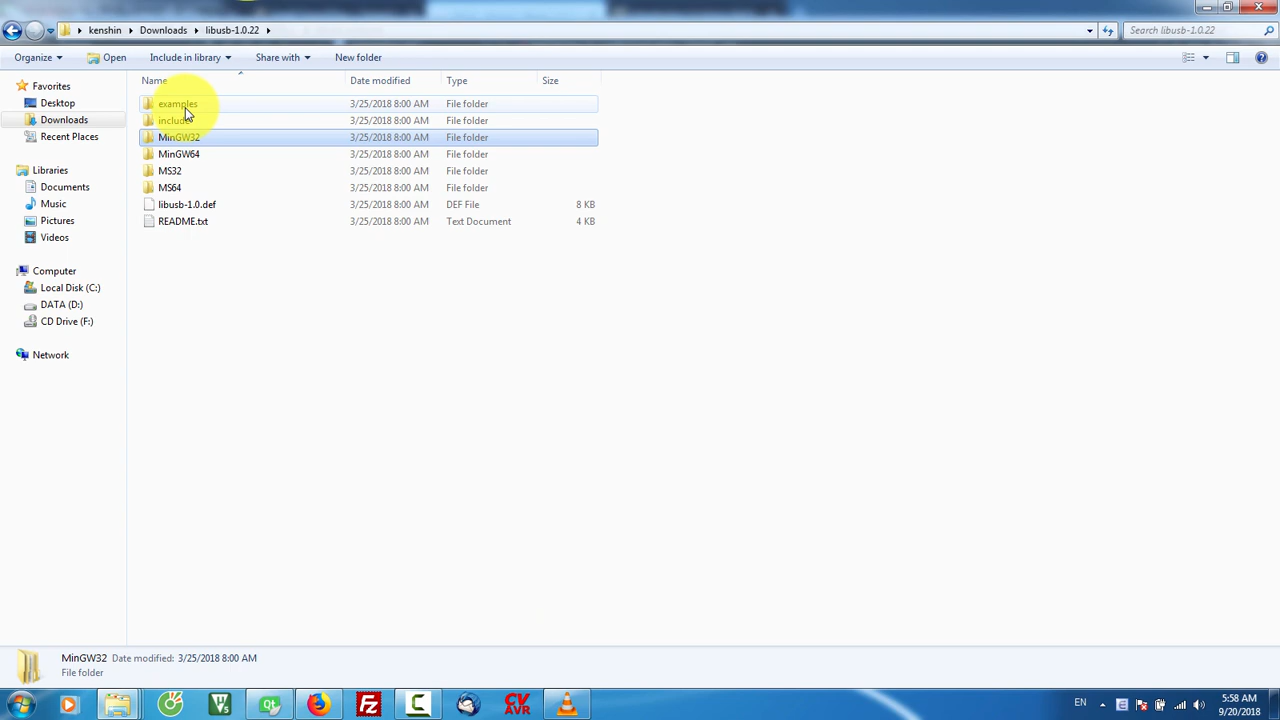 kenshin Downloads libusb-1.0.22
Search libusb-1.0.22
Organize Open Include in library Share with New folder
Name Date modified Type Size
Favorites
Desktop
Downloads
Recent Places
Libraries
Documents
Music
Pictures
Videos
Computer
Local Disk (C:)
DATA (D:)
CD Drive (F:)
Network
examples 3/25/2018 8:00 AM File folder
include 3/25/2018 8:00 AM File folder
MinGW32 3/25/2018 8:00 AM File folder
MinGW64 3/25/2018 8:00 AM File folder
MS32 3/25/2018 8:00 AM File folder
MS64 3/25/2018 8:00 AM File folder
libusb-1.0.def 3/25/2018 8:00 AM DEF File 8 KB
README.txt 3/25/2018 8:00 AM Text Document 4 KB
MinGW32 Date modified: 3/25/2018 8:00 AM
File folder
Qt
FZ
C
CV
AVR
EN
5:58 AM
9/20/2018